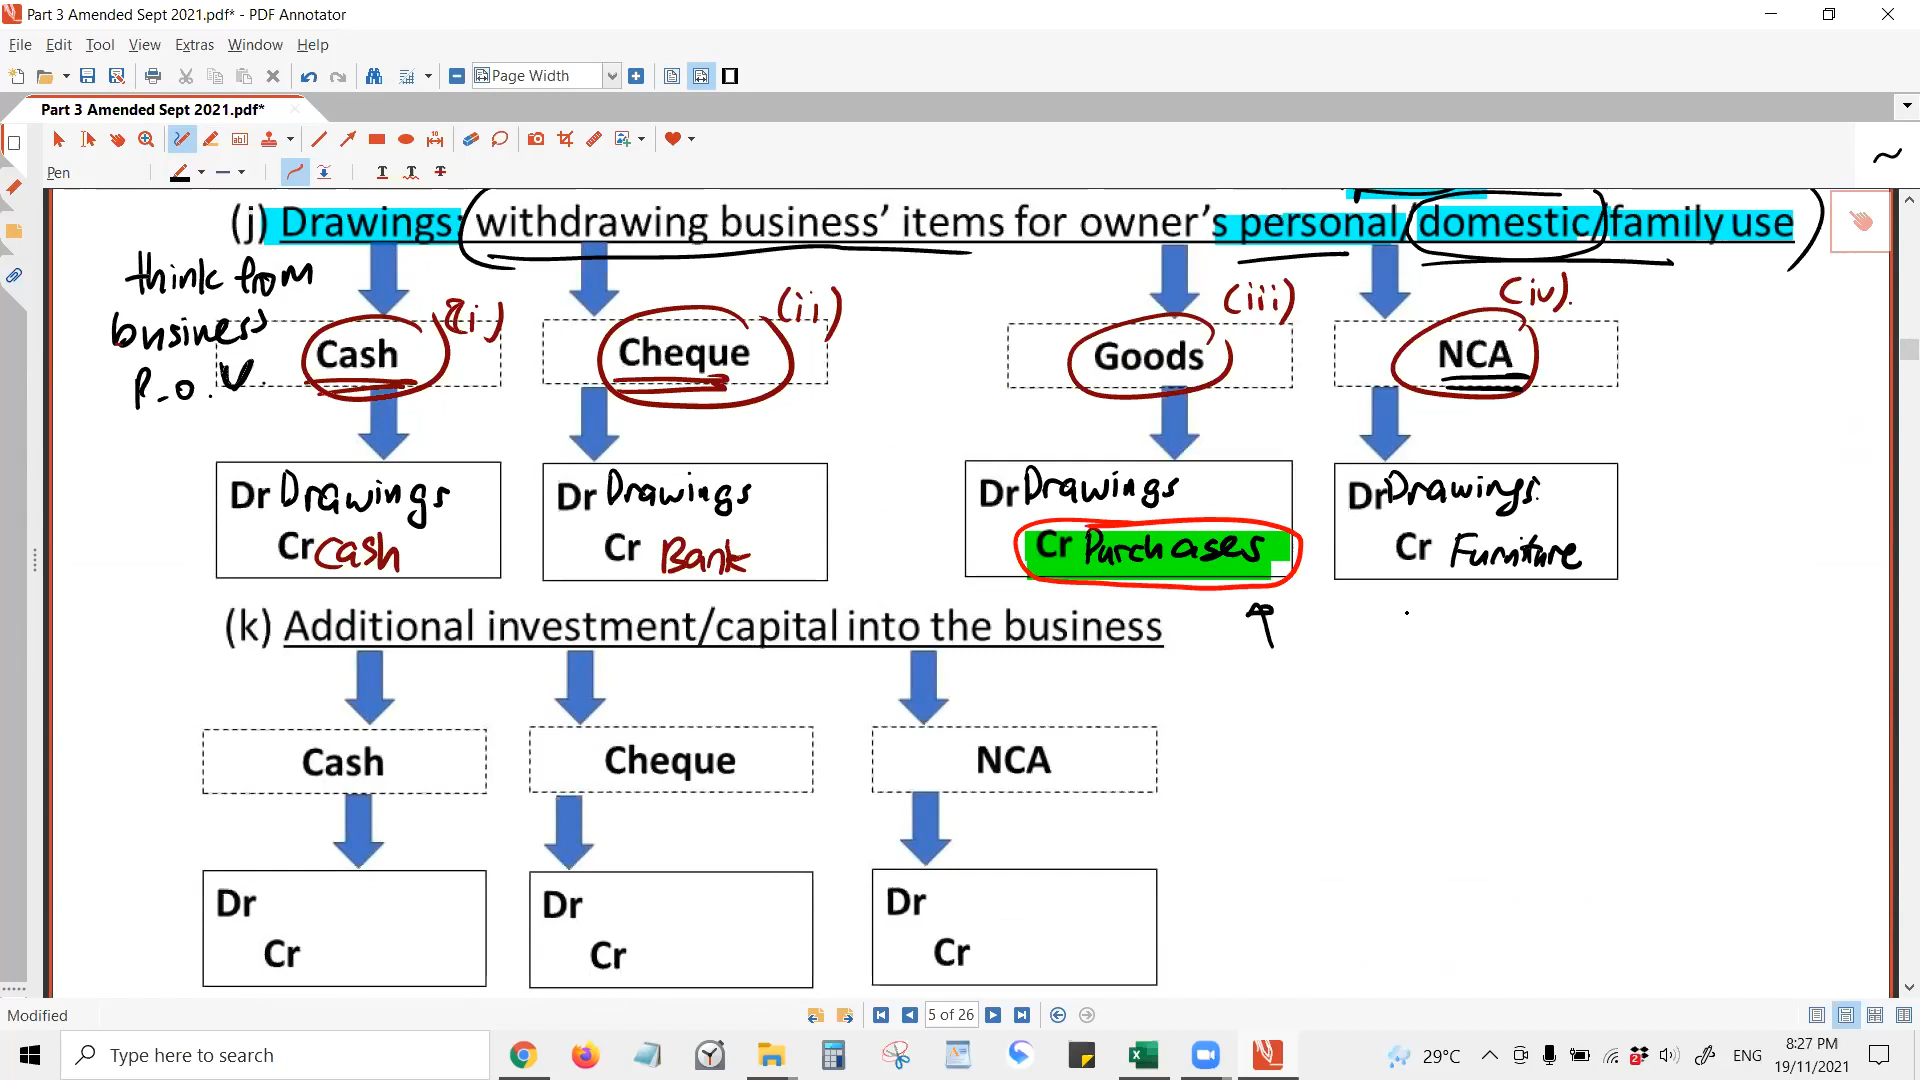 Part 3 Amended Sept 2021.pdf* - PDF Annotator
File Edit Tool View Extras Window Help
Page Width
Part 3 Amended Sept 2021.pdf*
Pen
(j) Drawings: withdrawing business' items for owner's personal/domestic/family use
think from
business
P.O.V.
(i) (ii) (iii) (iv).
Cash Cheque Goods NCA
Dr Drawings Dr Drawings Dr Drawings Dr Drawings
Cr Cash Cr Bank Cr Purchases Cr Furniture
(k) Additional investment/capital into the business
Cash Cheque NCA
Dr Dr Dr
Cr Cr Cr
Modified 5 of 26
Type here to search 29°C ENG 8:27 PM
19/11/2021